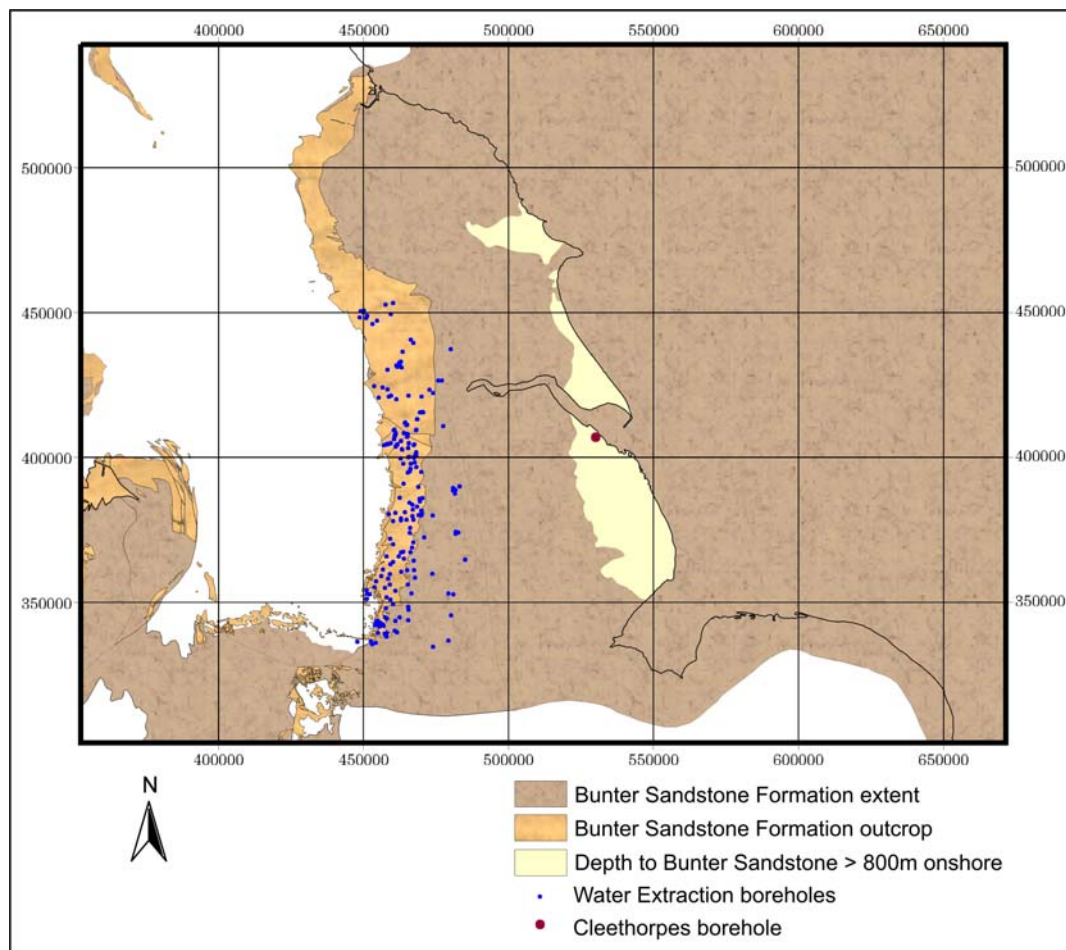 400000 450000 500000 550000 600000 650000
500000 500000
450000 450000
400000 400000
350000 350000
400000 450000 500000 550000 600000 650000
N
Bunter Sandstone Formation extent
Bunter Sandstone Formation outcrop
Depth to Bunter Sandstone > 800m onshore
Water Extraction boreholes
Cleethorpes borehole